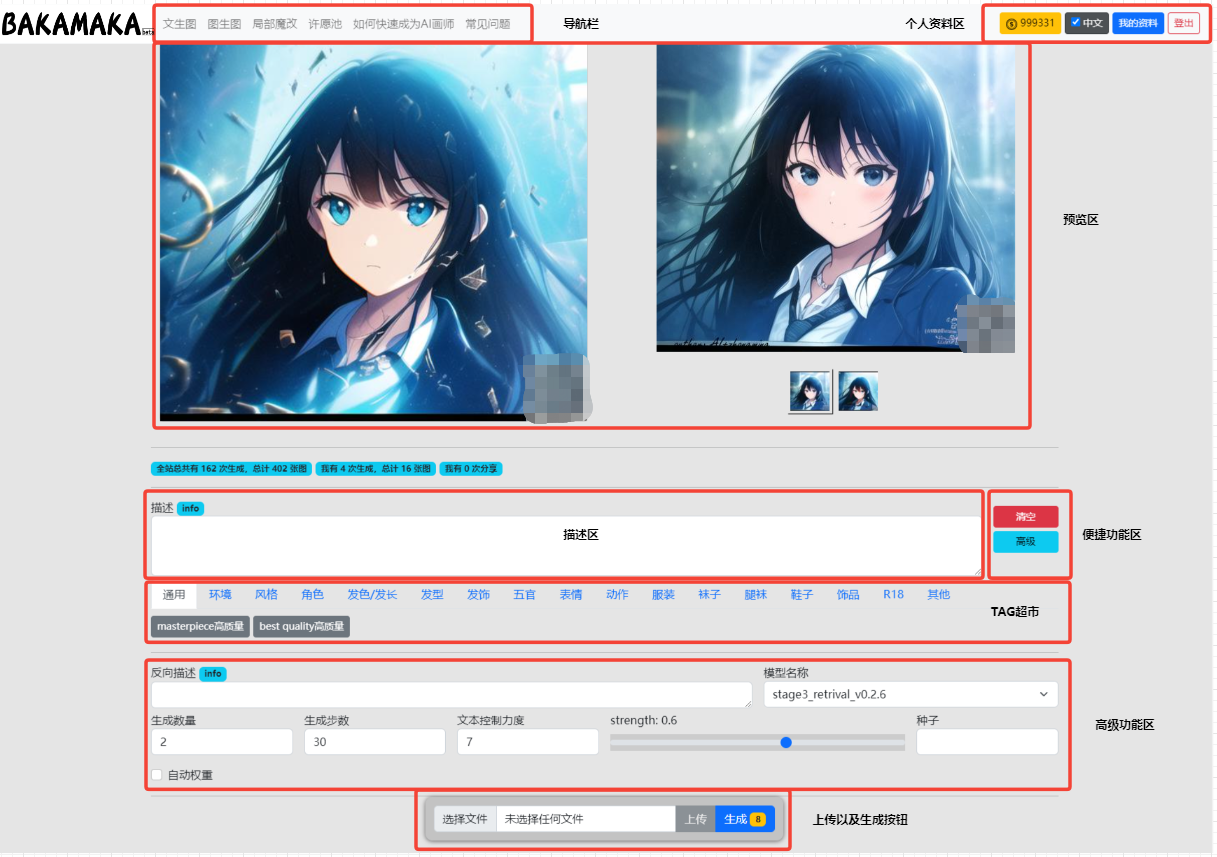 BAKAMAKA beta
文生图 图生图 局部魔改 许愿池 如何快速成为AI画师 常见问题
导航栏
个人资料区
999331 中文 我的资料 登出
预览区
全站总共有 162 次生成，总计 402 张图 我有 4 次生成，总计 16 张图 我有 0 次分享
描述 info
描述区
清空
高级
便捷功能区
通用 环境 风格 角色 发色/发长 发型 发饰 五官 表情 动作 服装 袜子 腿袜 鞋子 饰品 R18 其他
TAG超市
masterpiece高质量 best quality高质量
反向描述 info
模型名称
stage3_retrival_v0.2.6
生成数量 生成步数 文本控制力度 strength: 0.6 种子
2 30 7
高级功能区
自动权重
选择文件 未选择任何文件 上传 生成 8
上传以及生成按钮